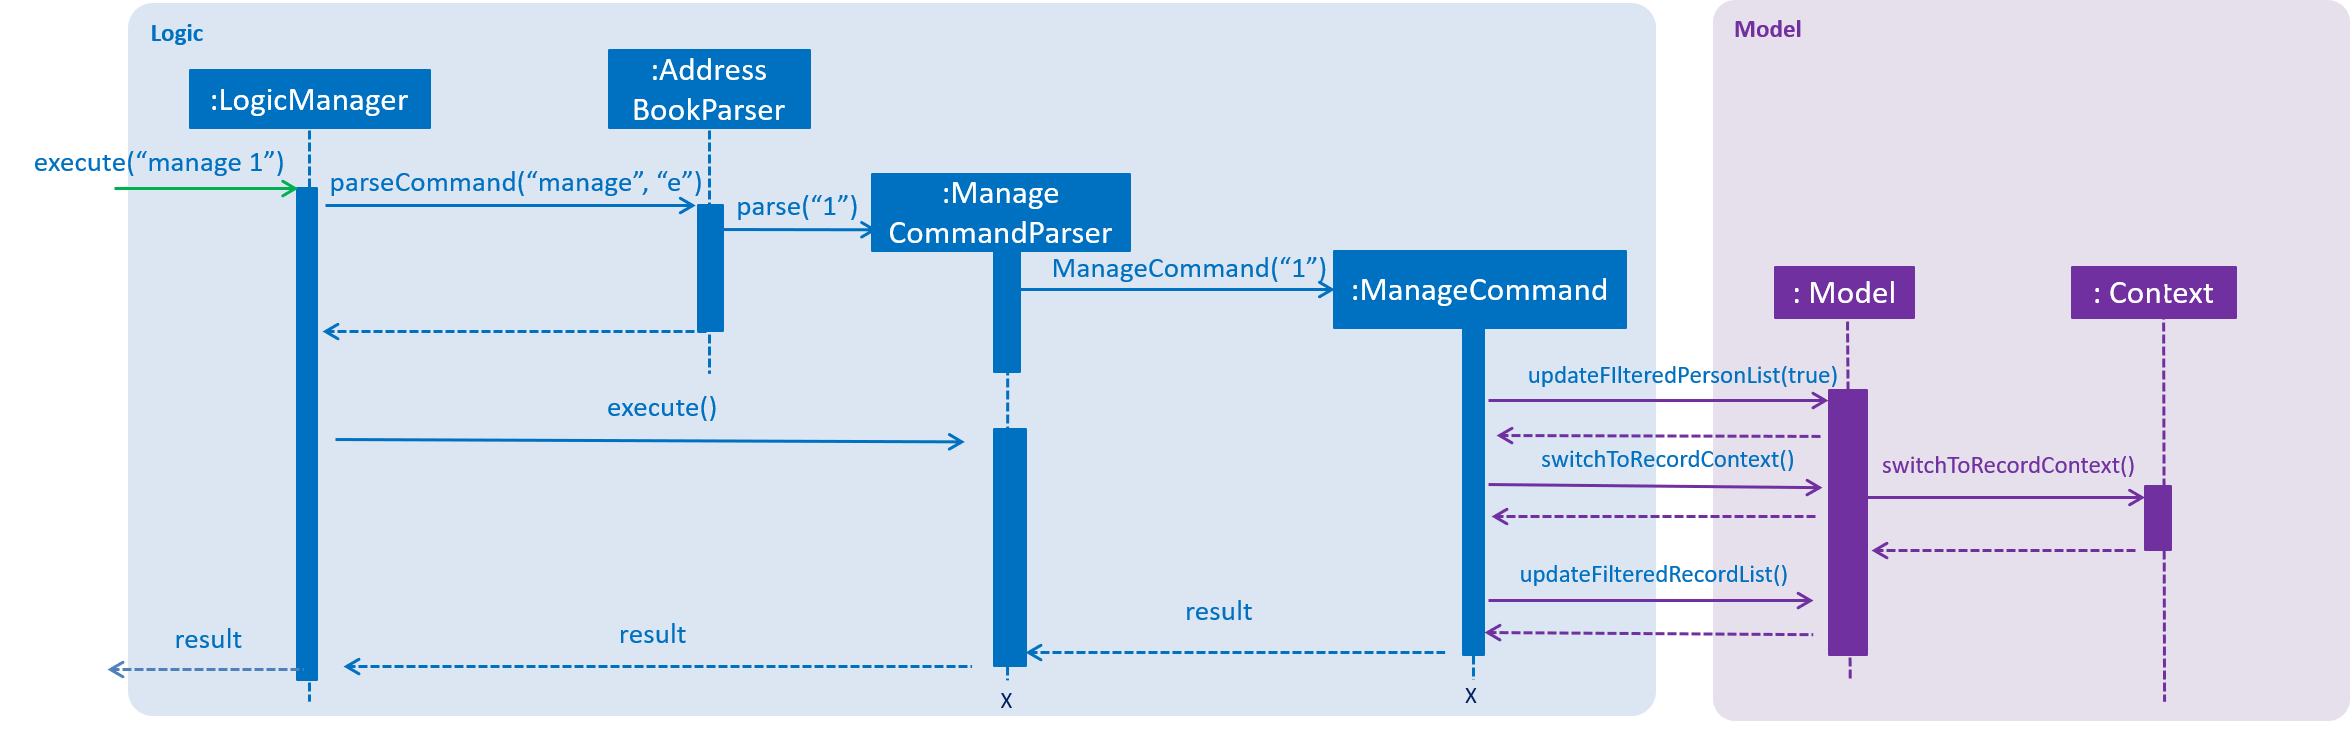 Logic
Model
:LogicManager
:Address
BookParser
execute(“manage 1”)
parseCommand(“manage”, “e”)
parse(“1”)
:Manage
CommandParser
ManageCommand(“1”)
:ManageCommand
: Model
: Context
updateFIlteredPersonList(true)
execute()
switchToRecordContext()
switchToRecordContext()
updateFilteredRecordList()
result
result
result
X
X